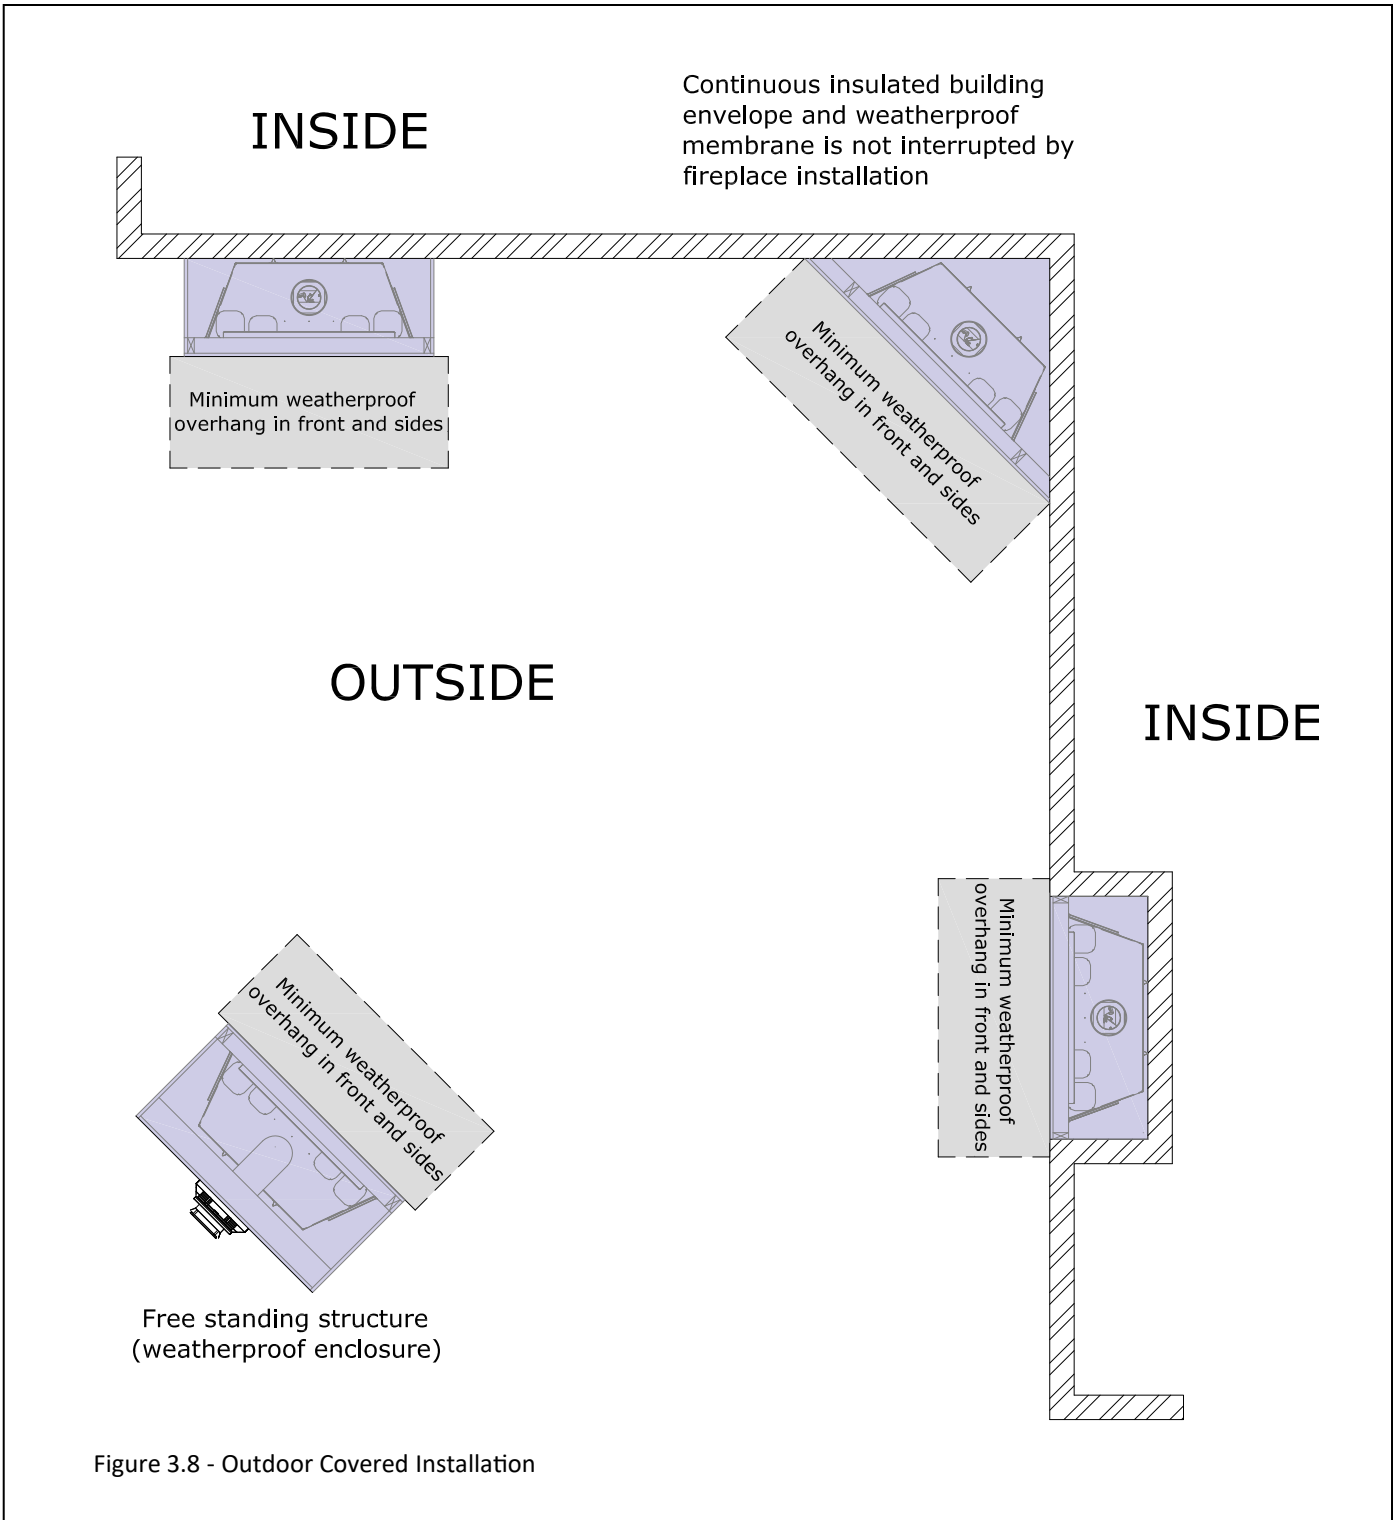 INSIDE
Continuous insulated building
envelope and weatherproof
membrane is not interrupted by
fireplace installation
Minimum weatherproof
overhang in front and sides
Minimum weatherproof
overhang in front and sides
OUTSIDE
INSIDE
Minimum weatherproof
overhang in front and sides
Minimum weatherproof
overhang in front and sides
Free standing structure
(weatherproof enclosure)
Figure 3.8 - Outdoor Covered Installation